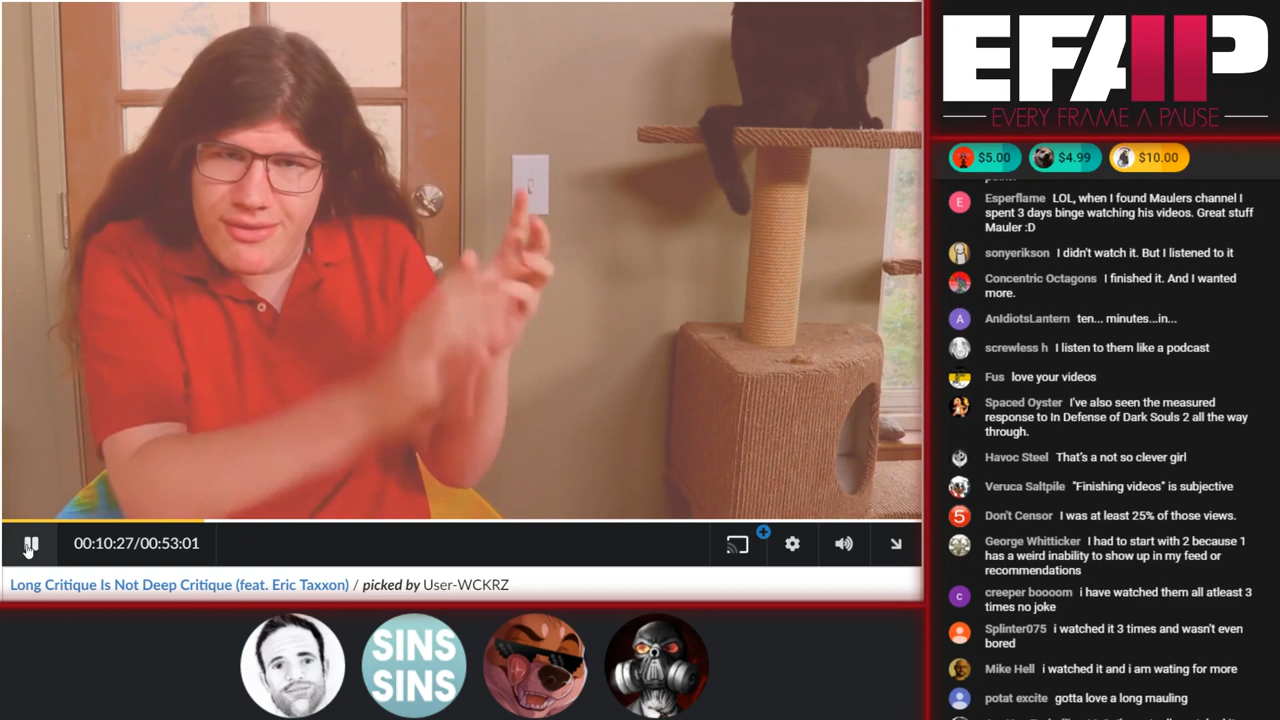 EFAP
EVERY FRAME A PAUSE
$5.00
$4.99
$10.00
Esperflame LOL, when I found Maulers channel I
spent 3 days binge watching his videos. Great stuff
Mauler :D
sonyerikson I didn't watch it. But I listened to it
Concentric Octagons I finished it. And I wanted
more.
A
AnIdiotsLantern ten... minutes...in...
screwless h I listen to them like a podcast
Fus love your videos
Spaced Oyster I've also seen the measured
response to In Defense of Dark Souls 2 all the way
through.
Havoc Steel That's a not so clever girl
Veruca Saltpile "Finishing videos" is subjective
5
Don't Censor I was at least 25% of those views.
George Whitticker I had to start with 2 because 1
has a weird inability to show up in my feed or
recommendations
c
creeper boooom i have watched them all atleast 3
times no joke
Splinter075 i watched it 3 times and wasn't even
bored
Mike Hell i watched it and i am wating for more
potat excite gotta love a long mauling
E
00:10:27/00:53:01
Long Critique Is Not Deep Critique (feat. Eric Taxxon) / picked by User-WCKRZ
SINS
SINS